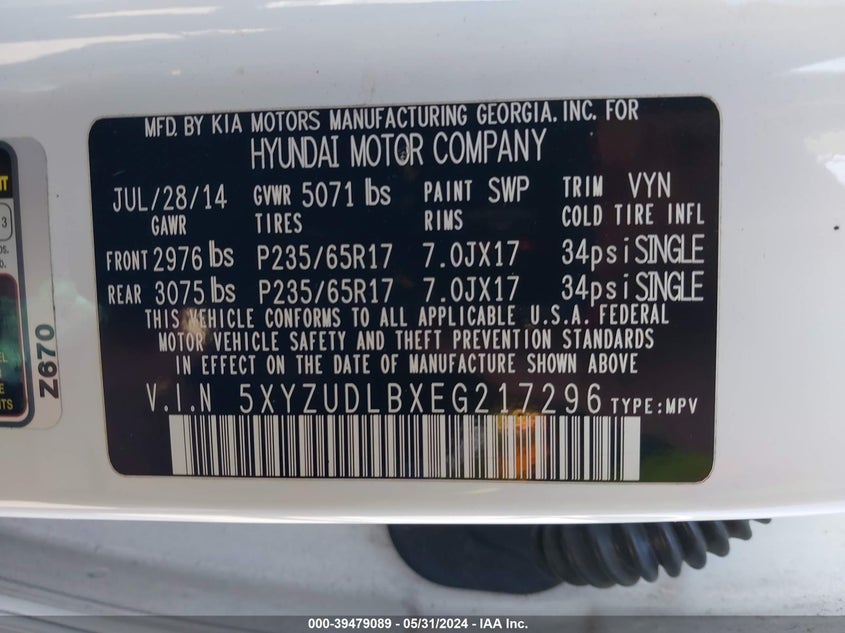 MFD. BY KIA MOTORS MANUFACTURING GEORGIA. INC. FOR
HYUNDAI MOTOR COMPANY
JUL/28/14 GVWR 5071 lbs PAINT SWP TRIM VYN
GAWR TIRES RIMS COLD TIRE INFL
FRONT 2976 lbs P235/65R17 7.0JX17 34psi SINGLE
REAR 3075 lbs P235/65R17 7.0JX17 34psi SINGLE
THIS VEHICLE CONFORMS TO ALL APPLICABLE U.S.A. FEDERAL
MOTOR VEHICLE SAFETY AND THEFT PREVENTION STANDARDS
IN EFFECT ON THE DATE OF MANUFACTURE SHOWN ABOVE
V.I.N 5XYZUDLBXEG217296 TYPE:MPV
Z670
000-39479089 - 05/31/2024 - IAA Inc.